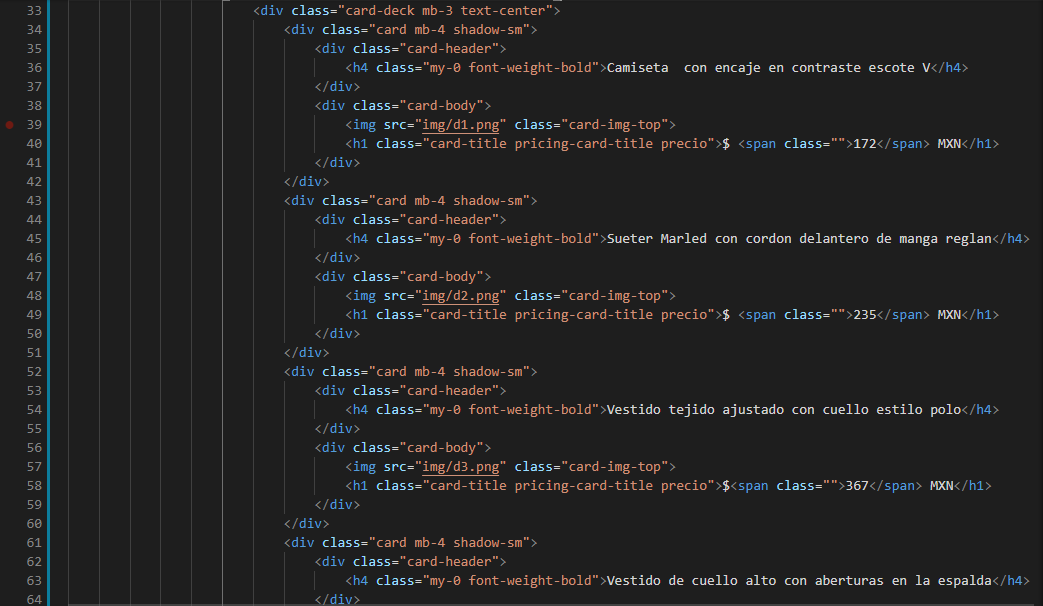 33 <div class="card-deck mb-3 text-center">
34 <div class="card mb-4 shadow-sm">
35 <div class="card-header">
36 <h4 class="my-0 font-weight-bold">Camiseta  con encaje en contraste escote V</h4>
37 </div>
38 <div class="card-body">
39 <img src="img/d1.png" class="card-img-top">
40 <h1 class="card-title pricing-card-title precio">$ <span class="">172</span> MXN</h1>
41 </div>
42 </div>
43 <div class="card mb-4 shadow-sm">
44 <div class="card-header">
45 <h4 class="my-0 font-weight-bold">Sueter Marled con cordon delantero de manga reglan</h4>
46 </div>
47 <div class="card-body">
48 <img src="img/d2.png" class="card-img-top">
49 <h1 class="card-title pricing-card-title precio">$ <span class="">235</span> MXN</h1>
50 </div>
51 </div>
52 <div class="card mb-4 shadow-sm">
53 <div class="card-header">
54 <h4 class="my-0 font-weight-bold">Vestido tejido ajustado con cuello estilo polo</h4>
55 </div>
56 <div class="card-body">
57 <img src="img/d3.png" class="card-img-top">
58 <h1 class="card-title pricing-card-title precio">$<span class="">367</span> MXN</h1>
59 </div>
60 </div>
61 <div class="card mb-4 shadow-sm">
62 <div class="card-header">
63 <h4 class="my-0 font-weight-bold">Vestido de cuello alto con aberturas en la espalda</h4>
64 </div>